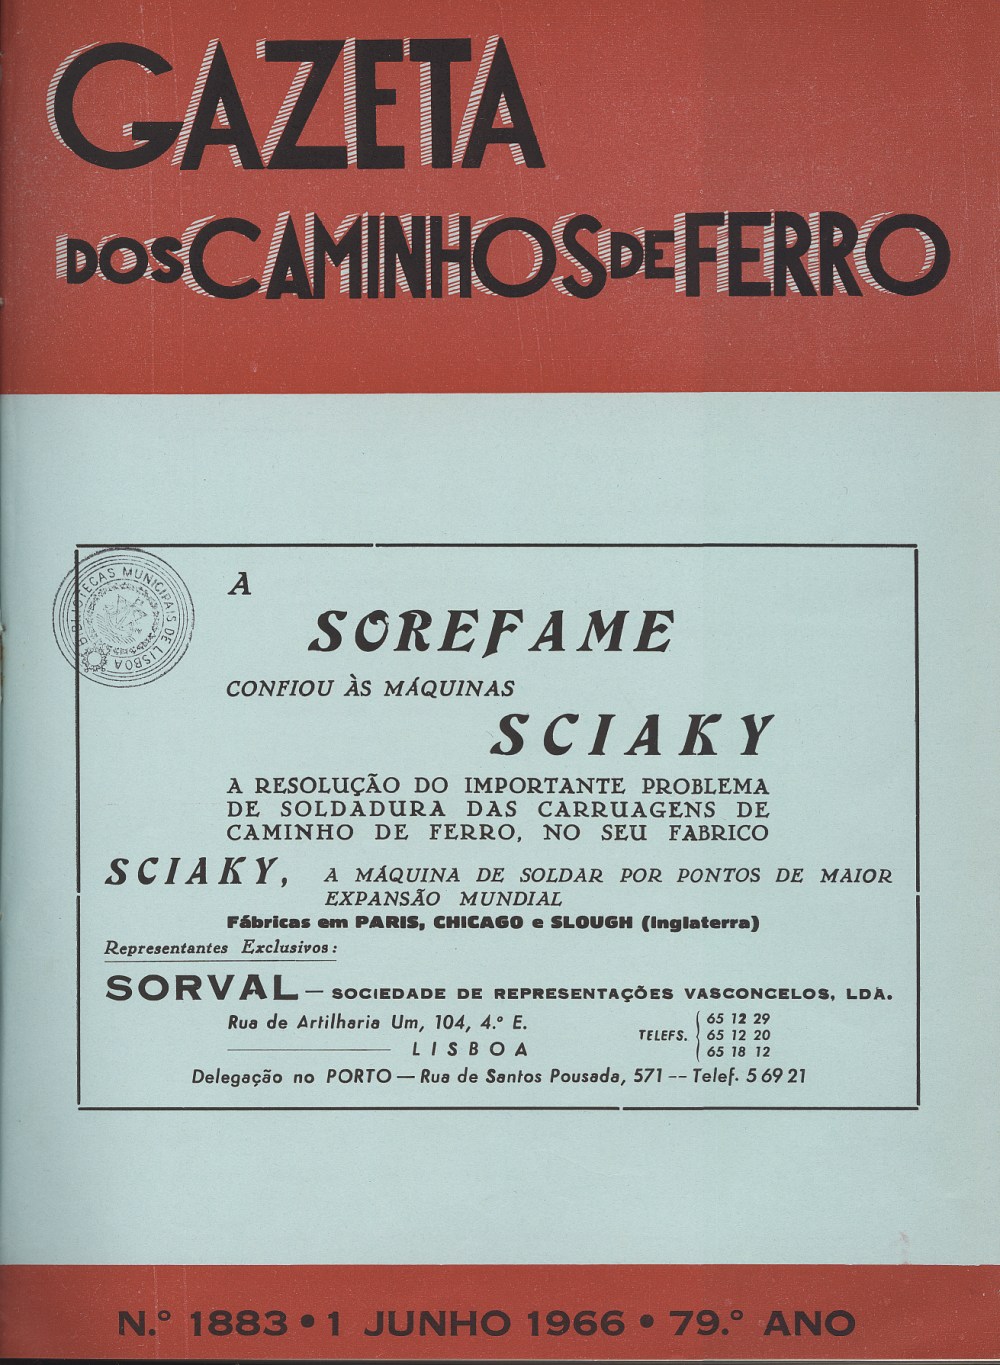 GAZETA
DOS CAMINHOS DE FERRO
BIBLIOTECAS MUNICIPAIS DE LISBOA
A
SOREFAME
CONFIOU ÀS MÁQUINAS
SCIAKY
A RESOLUÇÃO DO IMPORTANTE PROBLEMA
DE SOLDADURA DAS CARRUAGENS DE
CAMINHO DE FERRO, NO SEU FABRICO
SCIAKY, A MÁQUINA DE SOLDAR POR PONTOS DE MAIOR
EXPANSÃO MUNDIAL
Fábricas em PARIS, CHICAGO e SLOUGH (Inglaterra)
Representantes Exclusivos:
SORVAL — SOCIEDADE DE REPRESENTAÇÕES VASCONCELOS, LDA.
Rua de Artilharia Um, 104, 4.º E.
LISBOA
TELEFS.
65 12 29
65 12 20
65 18 12
Delegação no PORTO — Rua de Santos Pousada, 571 -- Telef. 5 69 21
N.º 1883 • 1 JUNHO 1966 • 79.º ANO